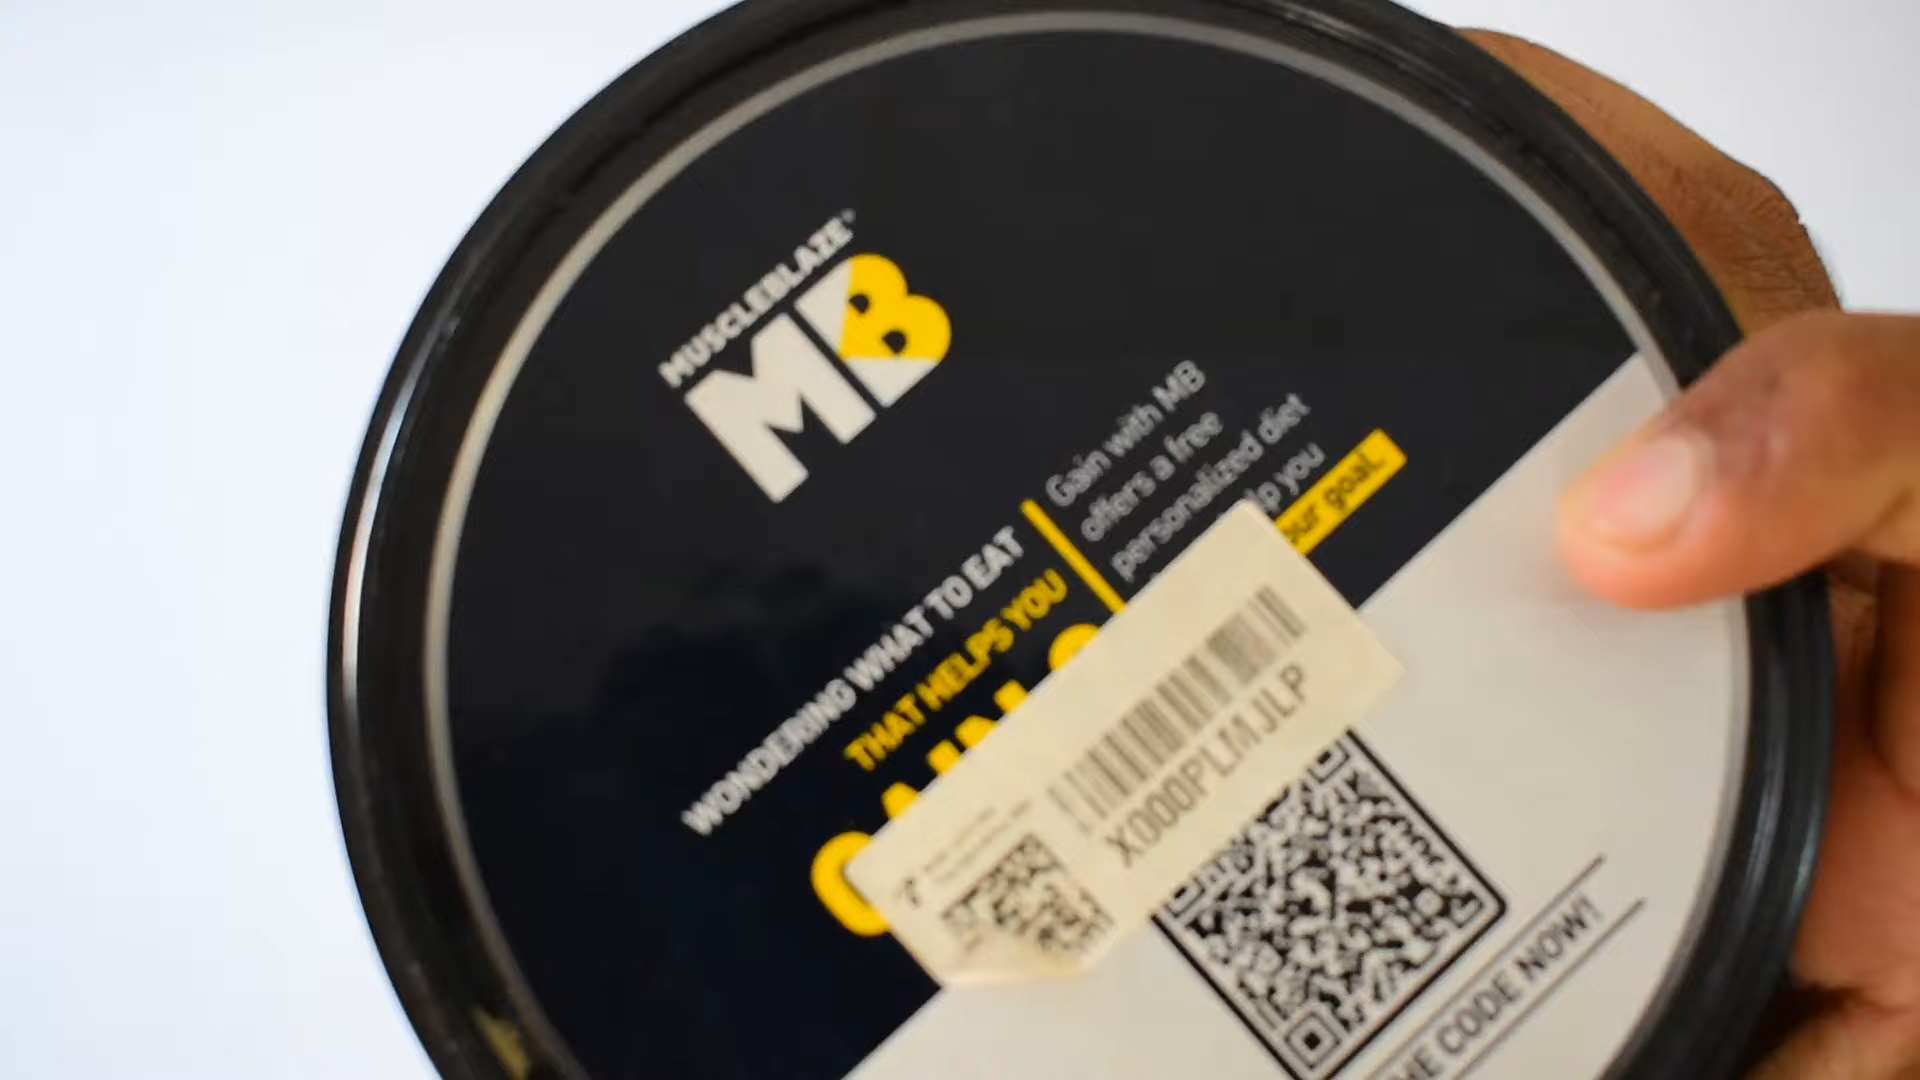 MUSCLEBLAZE
MB
WONDERING WHAT TO EAT
THAT HELPS YOU
Gain with MB
offers a free
personalized diet
you
goal.
X000PLMJLP
CODE NOW!